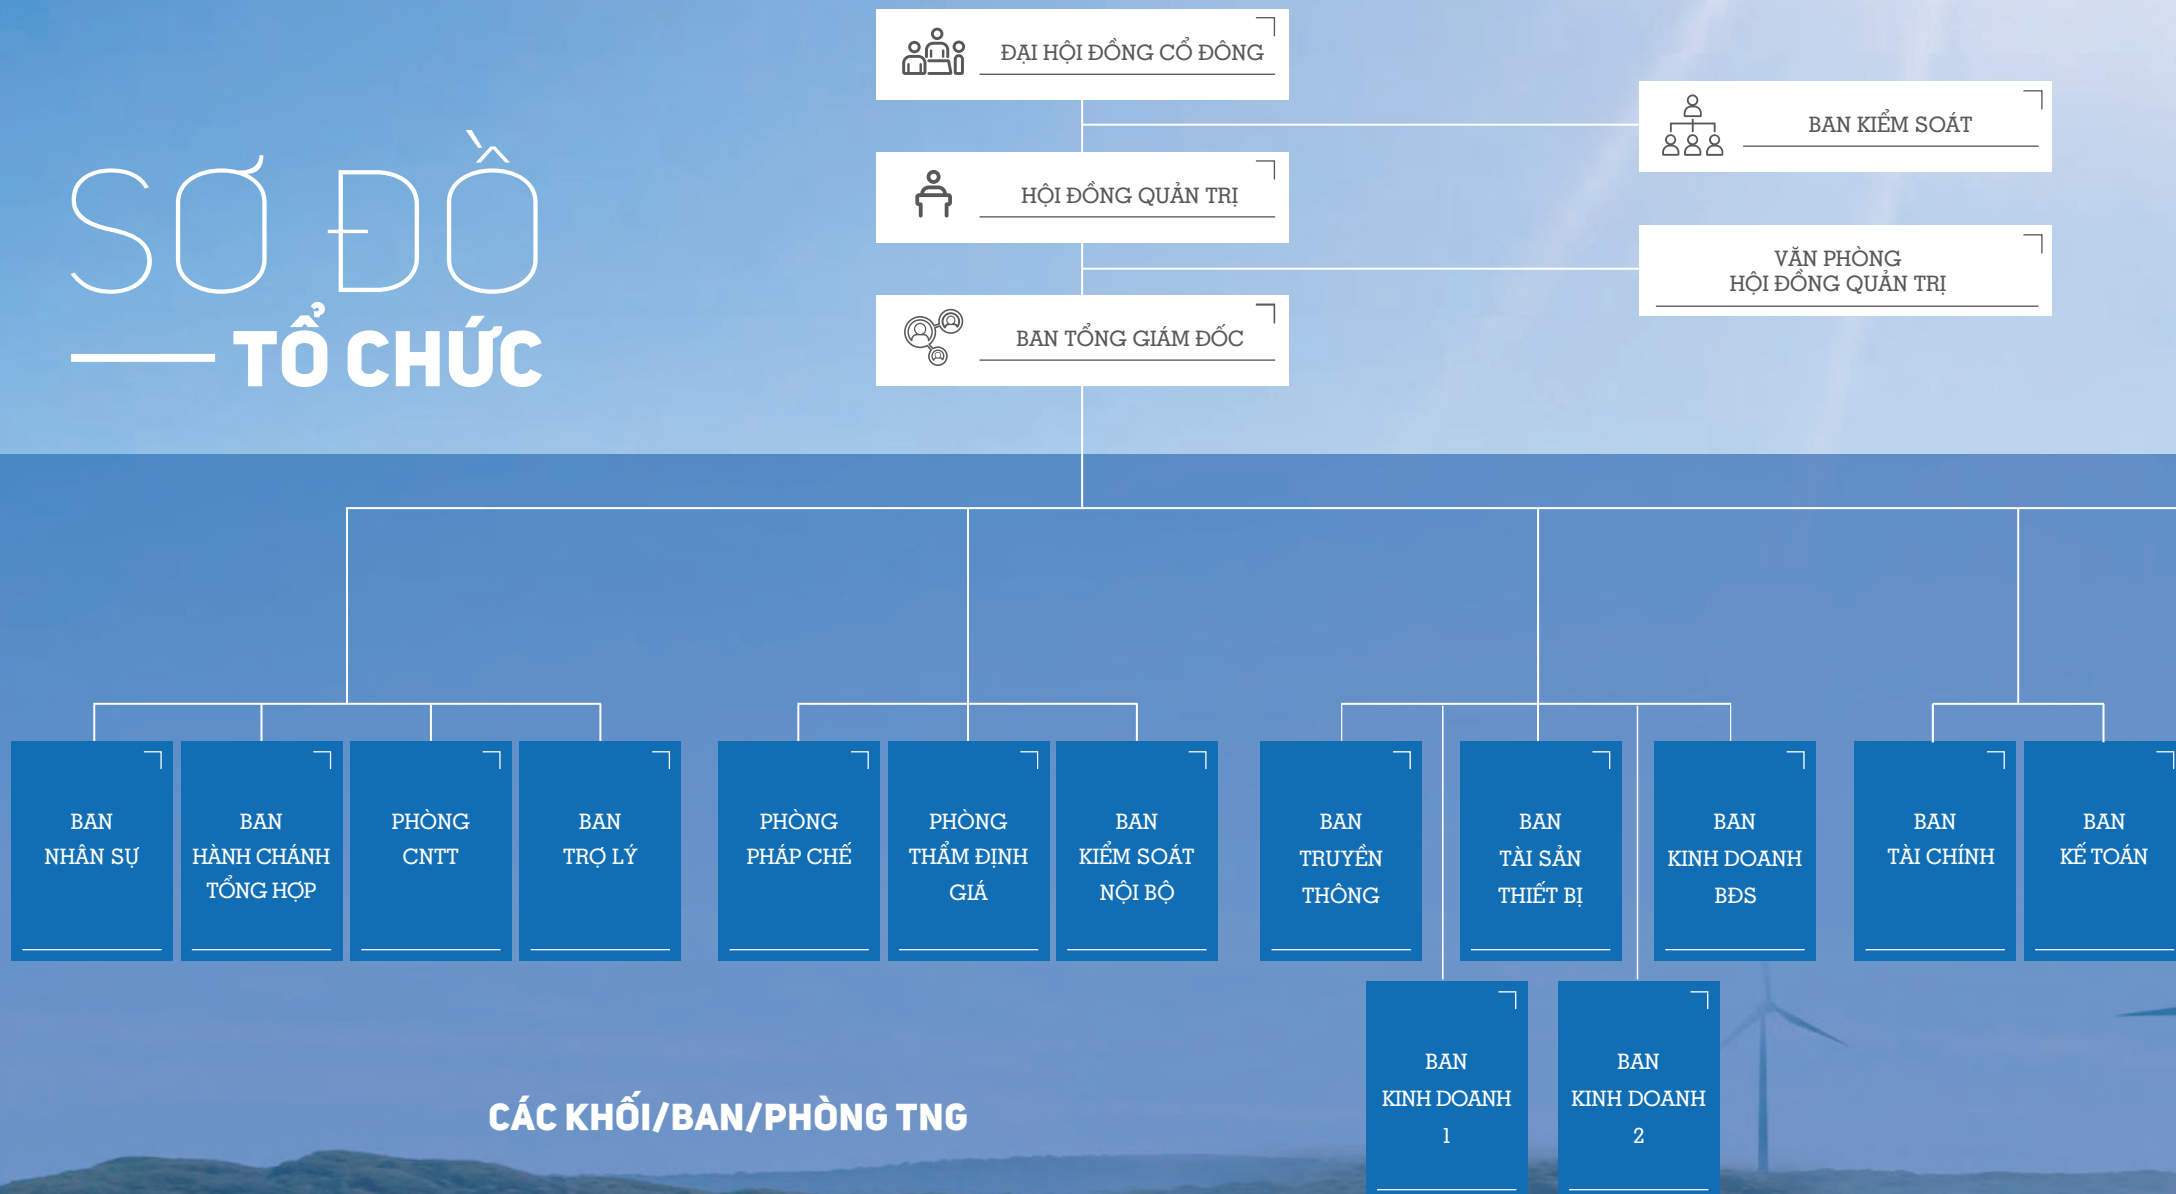 SƠ ĐỒ
TỔ CHỨC
ĐẠI HỘI ĐỒNG CỔ ĐÔNG
BAN KIỂM SOÁT
HỘI ĐỒNG QUẢN TRỊ
VĂN PHÒNG
HỘI ĐỒNG QUẢN TRỊ
BAN TỔNG GIÁM ĐỐC
BAN
NHÂN SỰ
BAN
HÀNH CHÁNH
TỔNG HỢP
PHÒNG
CNTT
BAN
TRỢ LÝ
PHÒNG
PHÁP CHẾ
PHÒNG
THẨM ĐỊNH
GIÁ
BAN
KIỂM SOÁT
NỘI BỘ
BAN
TRUYỀN
THÔNG
BAN
TÀI SẢN
THIẾT BỊ
BAN
KINH DOANH
BĐS
BAN
TÀI CHÍNH
BAN
KẾ TOÁN
BAN
KINH DOANH
1
BAN
KINH DOANH
2
CÁC KHỐI/BAN/PHÒNG TNG